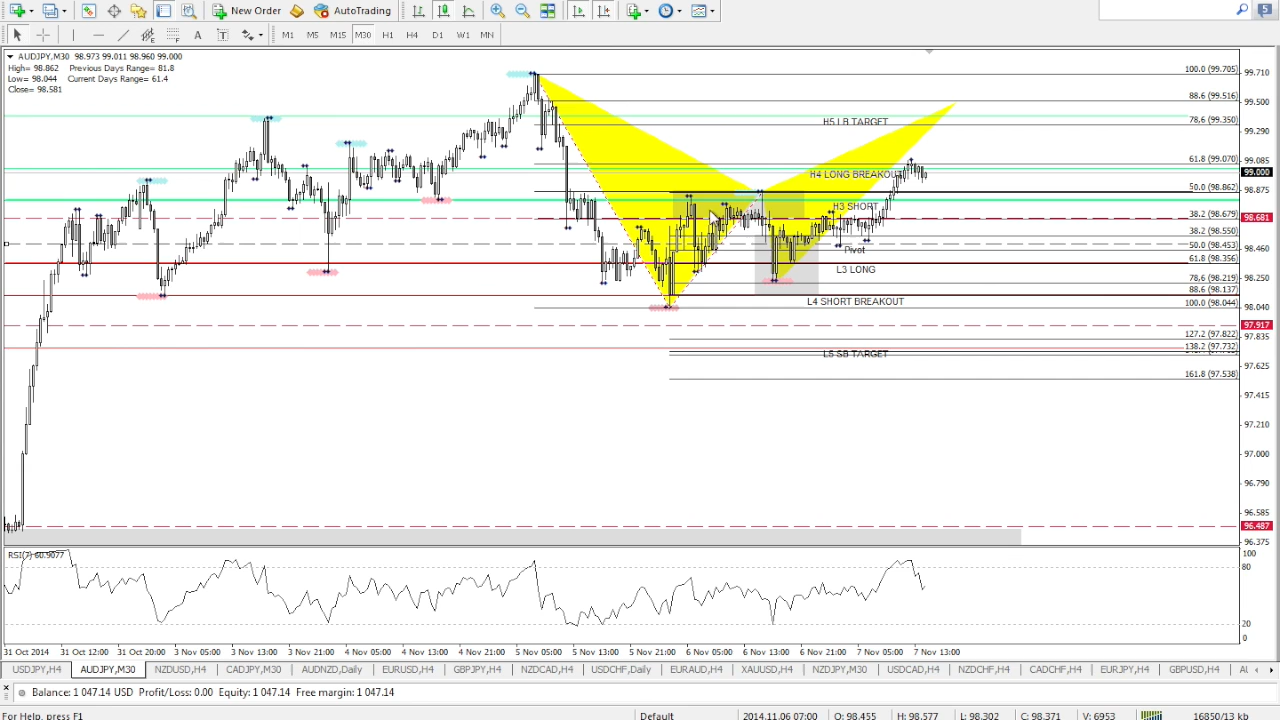 New Order AutoTrading 5
A T M1 M5 M15 M30 H1 H4 D1 W1 MN
AUDJPY,M30 98.973 99.011 98.960 99.000
High= 98.862 Previous Days Range= 81.8
Low= 98.044 Current Days Range= 61.4
Close= 98.581
100.0 (99.705) 99.710
88.6 (99.516) 99.500
H5 LB TARGET 78.6 (99.350)
99.290
61.8 (99.070) 99.085
H4 LONG BREAKOUT 99.000
50.0 (98.862) 98.875
H3 SHORT
38.2 (98.679) 98.681
38.2 (98.550)
Pivot 50.0 (98.453) 98.460
61.8 (98.356)
L3 LONG
78.6 (98.219) 98.250
88.6 (98.137)
L4 SHORT BREAKOUT 100.0 (98.044) 98.040
97.917
127.2 (97.822) 97.835
138.2 (97.732)
L5 SB TARGET
97.625
161.8 (97.538)
97.415
97.210
97.000
96.790
96.585
96.487
96.375
RSI(7) 60.9077 100
80
20
0
31 Oct 2014 31 Oct 12:00 31 Oct 20:00 3 Nov 05:00 3 Nov 13:00 3 Nov 21:00 4 Nov 05:00 4 Nov 13:00 4 Nov 21:00 5 Nov 05:00 5 Nov 13:00 5 Nov 21:00 6 Nov 05:00 6 Nov 13:00 6 Nov 21:00 7 Nov 05:00 7 Nov 13:00
USDJPY,H4 AUDJPY,M30 NZDUSD,H4 CADJPY,M30 AUDNZD,Daily EURUSD,H4 GBPJPY,H4 NZDCAD,H4 USDCHF,Daily EURAUD,H4 XAUUSD,H4 NZDJPY,M30 USDCAD,H4 NZDCHF,H4 CADCHF,H4 EURJPY,H4 GBPUSD,H4
Balance: 1 047.14 USD Profit/Loss: 0.00 Equity: 1 047.14 Free margin: 1 047.14
For Help, press F1 Default 2014.11.06 07:00 O: 98.455 H: 98.577 L: 98.302 C: 98.371 V: 6953 16850/13 kb